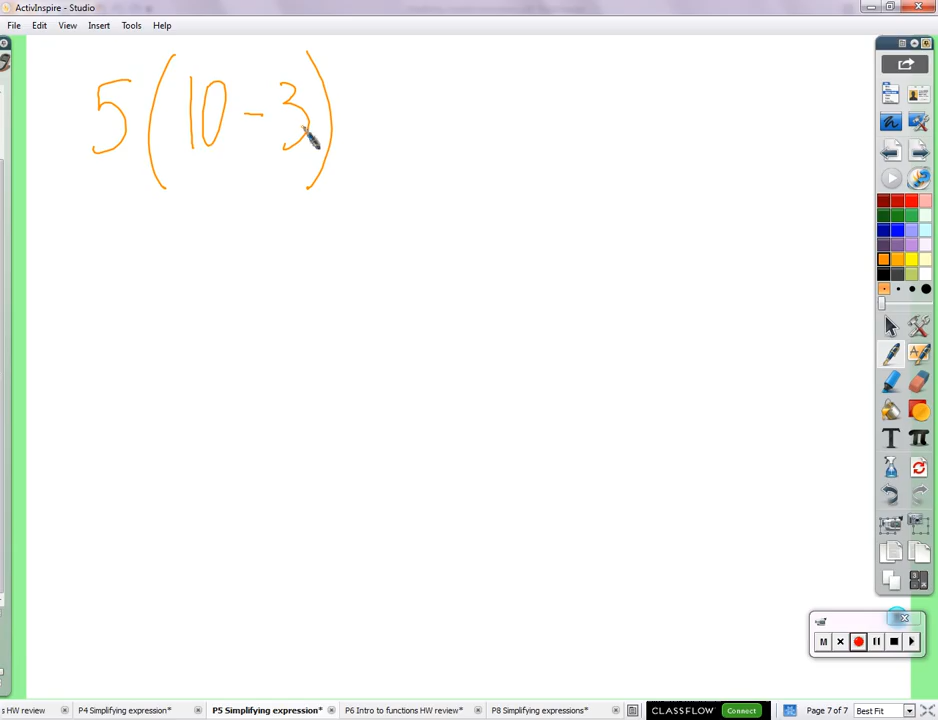 ActivInspire - Studio
File Edit View Insert Tools Help
5(10-3)
M
s HW review P4 Simplifying expression* P5 Simplifying expression* P6 Intro to functions HW review* P8 Simplifying expressions* CLASSFLOW Connect Page 7 of 7 Best Fit